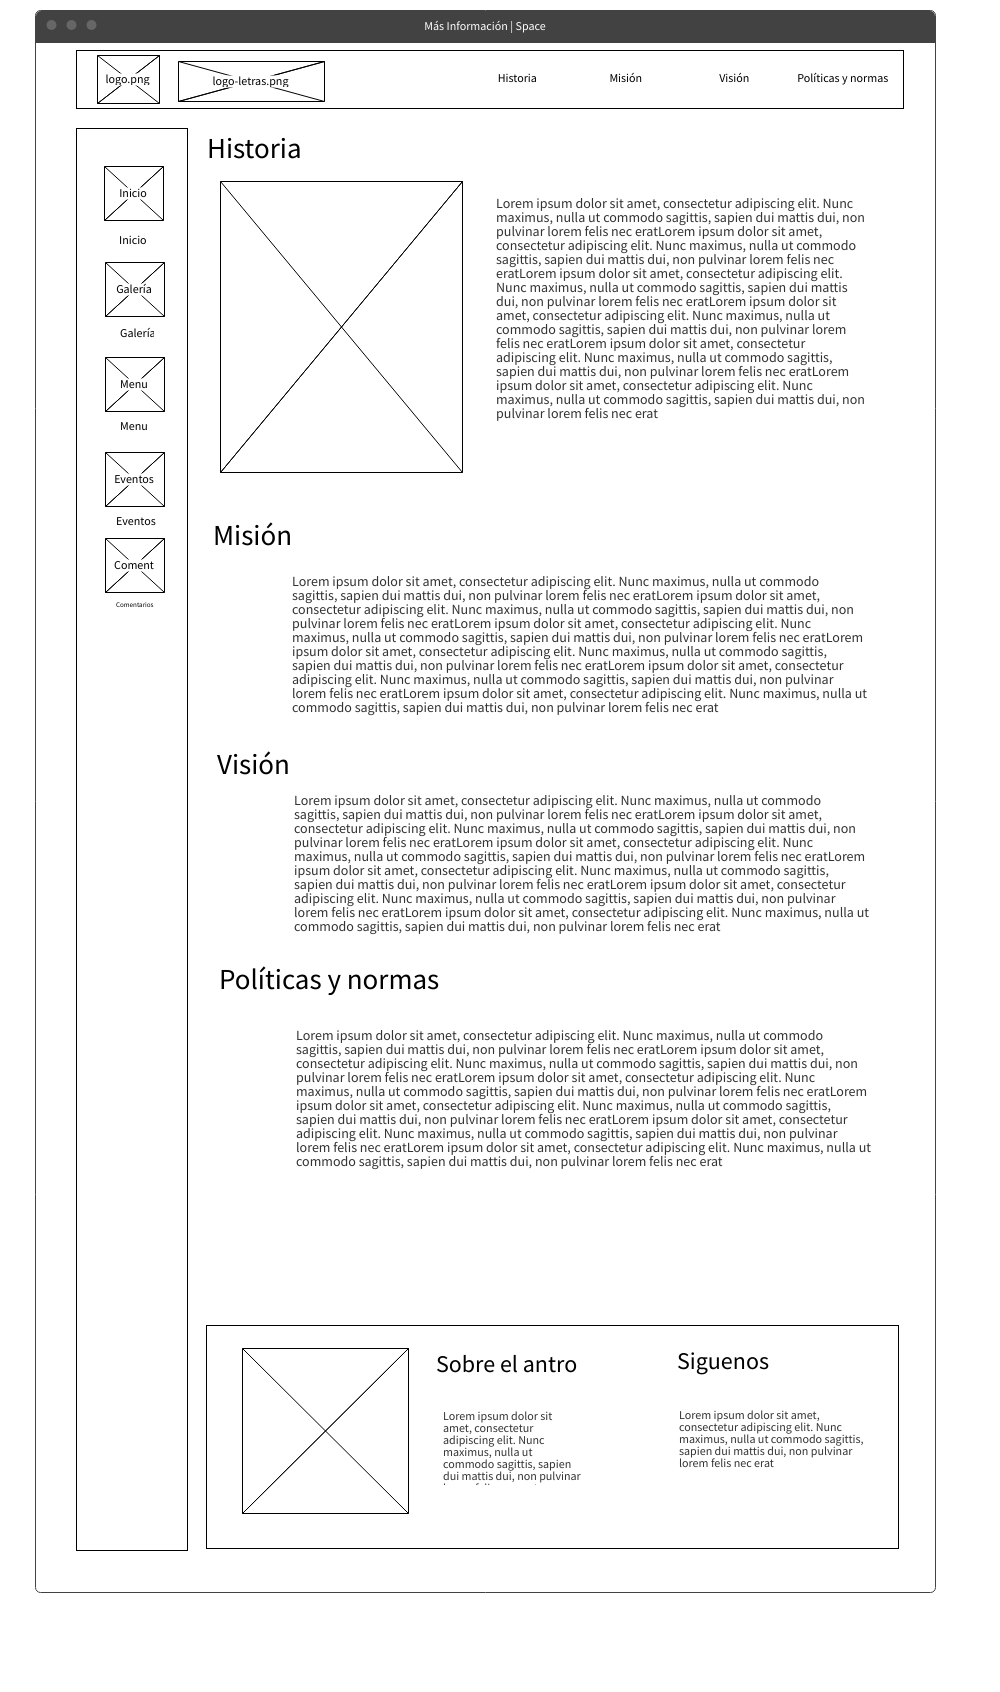 Más Información | Space
logo.png
logo-letras.png
Historia
Misión
Visión
Políticas y normas
Inicio
Inicio
Galería
Galería
Menu
Menu
Eventos
Eventos
Coment
Comentarios
Historia
Lorem ipsum dolor sit amet, consectetur adipiscing elit. Nunc
maximus, nulla ut commodo sagittis, sapien dui mattis dui, non
pulvinar lorem felis nec eratLorem ipsum dolor sit amet,
consectetur adipiscing elit. Nunc maximus, nulla ut commodo
sagittis, sapien dui mattis dui, non pulvinar lorem felis nec
eratLorem ipsum dolor sit amet, consectetur adipiscing elit.
Nunc maximus, nulla ut commodo sagittis, sapien dui mattis
dui, non pulvinar lorem felis nec eratLorem ipsum dolor sit
amet, consectetur adipiscing elit. Nunc maximus, nulla ut
commodo sagittis, sapien dui mattis dui, non pulvinar lorem
felis nec eratLorem ipsum dolor sit amet, consectetur
adipiscing elit. Nunc maximus, nulla ut commodo sagittis,
sapien dui mattis dui, non pulvinar lorem felis nec eratLorem
ipsum dolor sit amet, consectetur adipiscing elit. Nunc
maximus, nulla ut commodo sagittis, sapien dui mattis dui, non
pulvinar lorem felis nec erat
Misión
Lorem ipsum dolor sit amet, consectetur adipiscing elit. Nunc maximus, nulla ut commodo
sagittis, sapien dui mattis dui, non pulvinar lorem felis nec eratLorem ipsum dolor sit amet,
consectetur adipiscing elit. Nunc maximus, nulla ut commodo sagittis, sapien dui mattis dui, non
pulvinar lorem felis nec eratLorem ipsum dolor sit amet, consectetur adipiscing elit. Nunc
maximus, nulla ut commodo sagittis, sapien dui mattis dui, non pulvinar lorem felis nec eratLorem
ipsum dolor sit amet, consectetur adipiscing elit. Nunc maximus, nulla ut commodo sagittis,
sapien dui mattis dui, non pulvinar lorem felis nec eratLorem ipsum dolor sit amet, consectetur
adipiscing elit. Nunc maximus, nulla ut commodo sagittis, sapien dui mattis dui, non pulvinar
lorem felis nec eratLorem ipsum dolor sit amet, consectetur adipiscing elit. Nunc maximus, nulla ut
commodo sagittis, sapien dui mattis dui, non pulvinar lorem felis nec erat
Visión
Lorem ipsum dolor sit amet, consectetur adipiscing elit. Nunc maximus, nulla ut commodo
sagittis, sapien dui mattis dui, non pulvinar lorem felis nec eratLorem ipsum dolor sit amet,
consectetur adipiscing elit. Nunc maximus, nulla ut commodo sagittis, sapien dui mattis dui, non
pulvinar lorem felis nec eratLorem ipsum dolor sit amet, consectetur adipiscing elit. Nunc
maximus, nulla ut commodo sagittis, sapien dui mattis dui, non pulvinar lorem felis nec eratLorem
ipsum dolor sit amet, consectetur adipiscing elit. Nunc maximus, nulla ut commodo sagittis,
sapien dui mattis dui, non pulvinar lorem felis nec eratLorem ipsum dolor sit amet, consectetur
adipiscing elit. Nunc maximus, nulla ut commodo sagittis, sapien dui mattis dui, non pulvinar
lorem felis nec eratLorem ipsum dolor sit amet, consectetur adipiscing elit. Nunc maximus, nulla ut
commodo sagittis, sapien dui mattis dui, non pulvinar lorem felis nec erat
Políticas y normas
Lorem ipsum dolor sit amet, consectetur adipiscing elit. Nunc maximus, nulla ut commodo
sagittis, sapien dui mattis dui, non pulvinar lorem felis nec eratLorem ipsum dolor sit amet,
consectetur adipiscing elit. Nunc maximus, nulla ut commodo sagittis, sapien dui mattis dui, non
pulvinar lorem felis nec eratLorem ipsum dolor sit amet, consectetur adipiscing elit. Nunc
maximus, nulla ut commodo sagittis, sapien dui mattis dui, non pulvinar lorem felis nec eratLorem
ipsum dolor sit amet, consectetur adipiscing elit. Nunc maximus, nulla ut commodo sagittis,
sapien dui mattis dui, non pulvinar lorem felis nec eratLorem ipsum dolor sit amet, consectetur
adipiscing elit. Nunc maximus, nulla ut commodo sagittis, sapien dui mattis dui, non pulvinar
lorem felis nec eratLorem ipsum dolor sit amet, consectetur adipiscing elit. Nunc maximus, nulla ut
commodo sagittis, sapien dui mattis dui, non pulvinar lorem felis nec erat
Sobre el antro
Lorem ipsum dolor sit
amet, consectetur
adipiscing elit. Nunc
maximus, nulla ut
commodo sagittis, sapien
dui mattis dui, non pulvinar
Siguenos
Lorem ipsum dolor sit amet,
consectetur adipiscing elit. Nunc
maximus, nulla ut commodo sagittis,
sapien dui mattis dui, non pulvinar
lorem felis nec erat